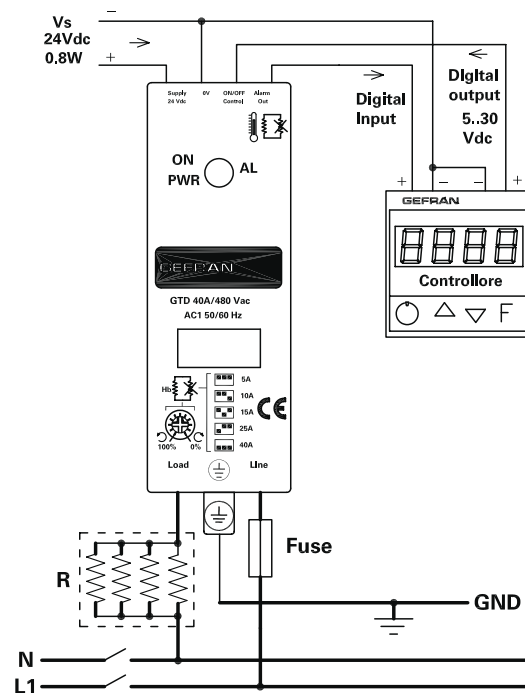 Vs
24Vdc
0.8W
−
+
Supply
24 Vdc
0V
ON/OFF
Control
Alarm
Out
Digital
Input
Digital
output
5..30
Vdc
+ − − +
GEFRAN
Controllore
F
ON
PWR
AL
GEFRAN
GTD 40A/480 Vac
AC1 50/60 Hz
Hb
5A
10A
15A
25A
40A
CE
100% 0%
Load
Line
R
Fuse
GND
N
L1